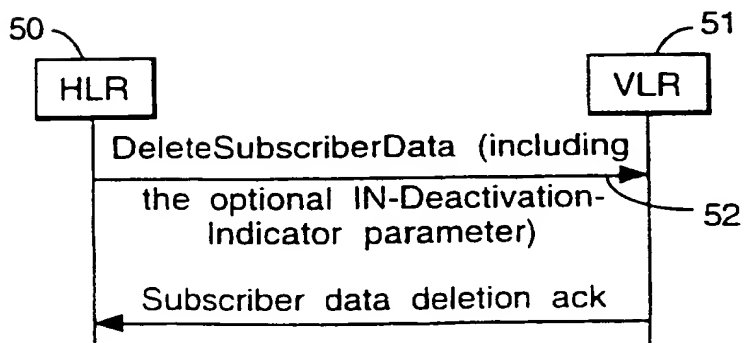 50
51
HLR
VLR
DeleteSubscriberData (including
the optional IN-Deactivation-
Indicator parameter)
52
Subscriber data deletion ack